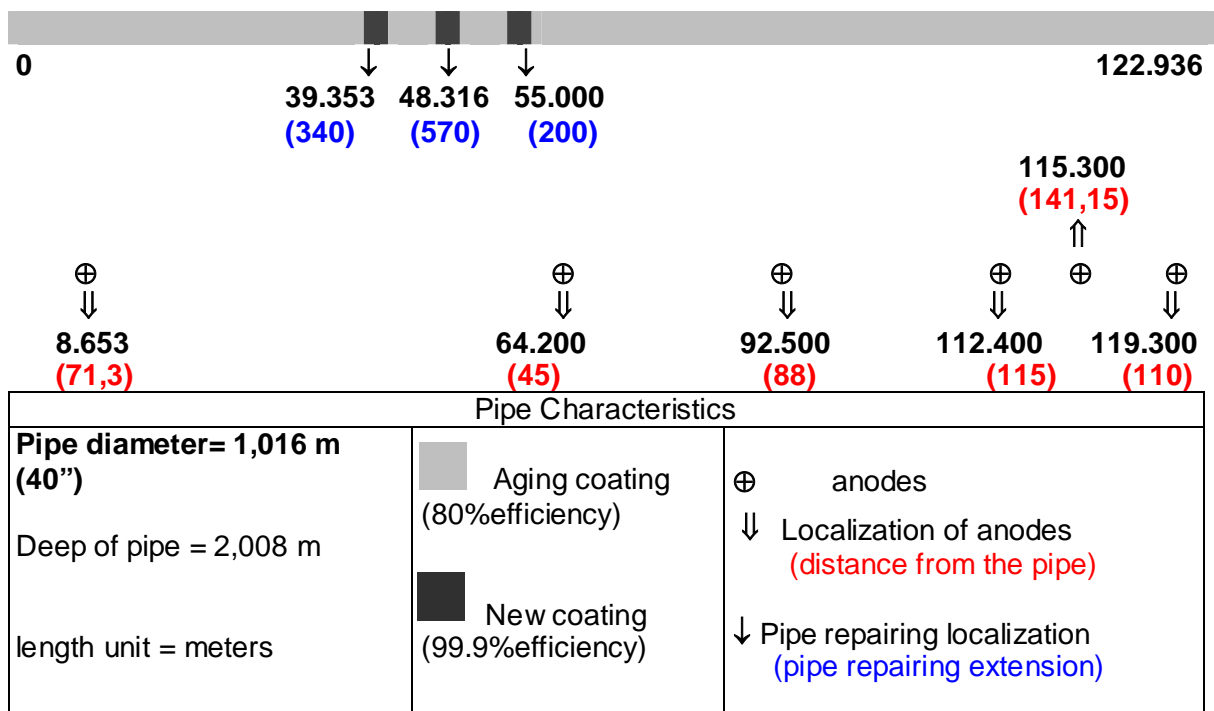 0 122.936
39.353 48.316 55.000
(340) (570) (200)
115.300
(141,15)
8.653 64.200 92.500 112.400 119.300
(71,3) (45) (88) (115) (110)
Pipe Characteristics
Pipe diameter= 1,016 m
(40”)
Deep of pipe = 2,008 m
length unit = meters
Aging coating
(80%efficiency)
New coating
(99.9%efficiency)
⊕ anodes
⇓ Localization of anodes
(distance from the pipe)
↓ Pipe repairing localization
(pipe repairing extension)